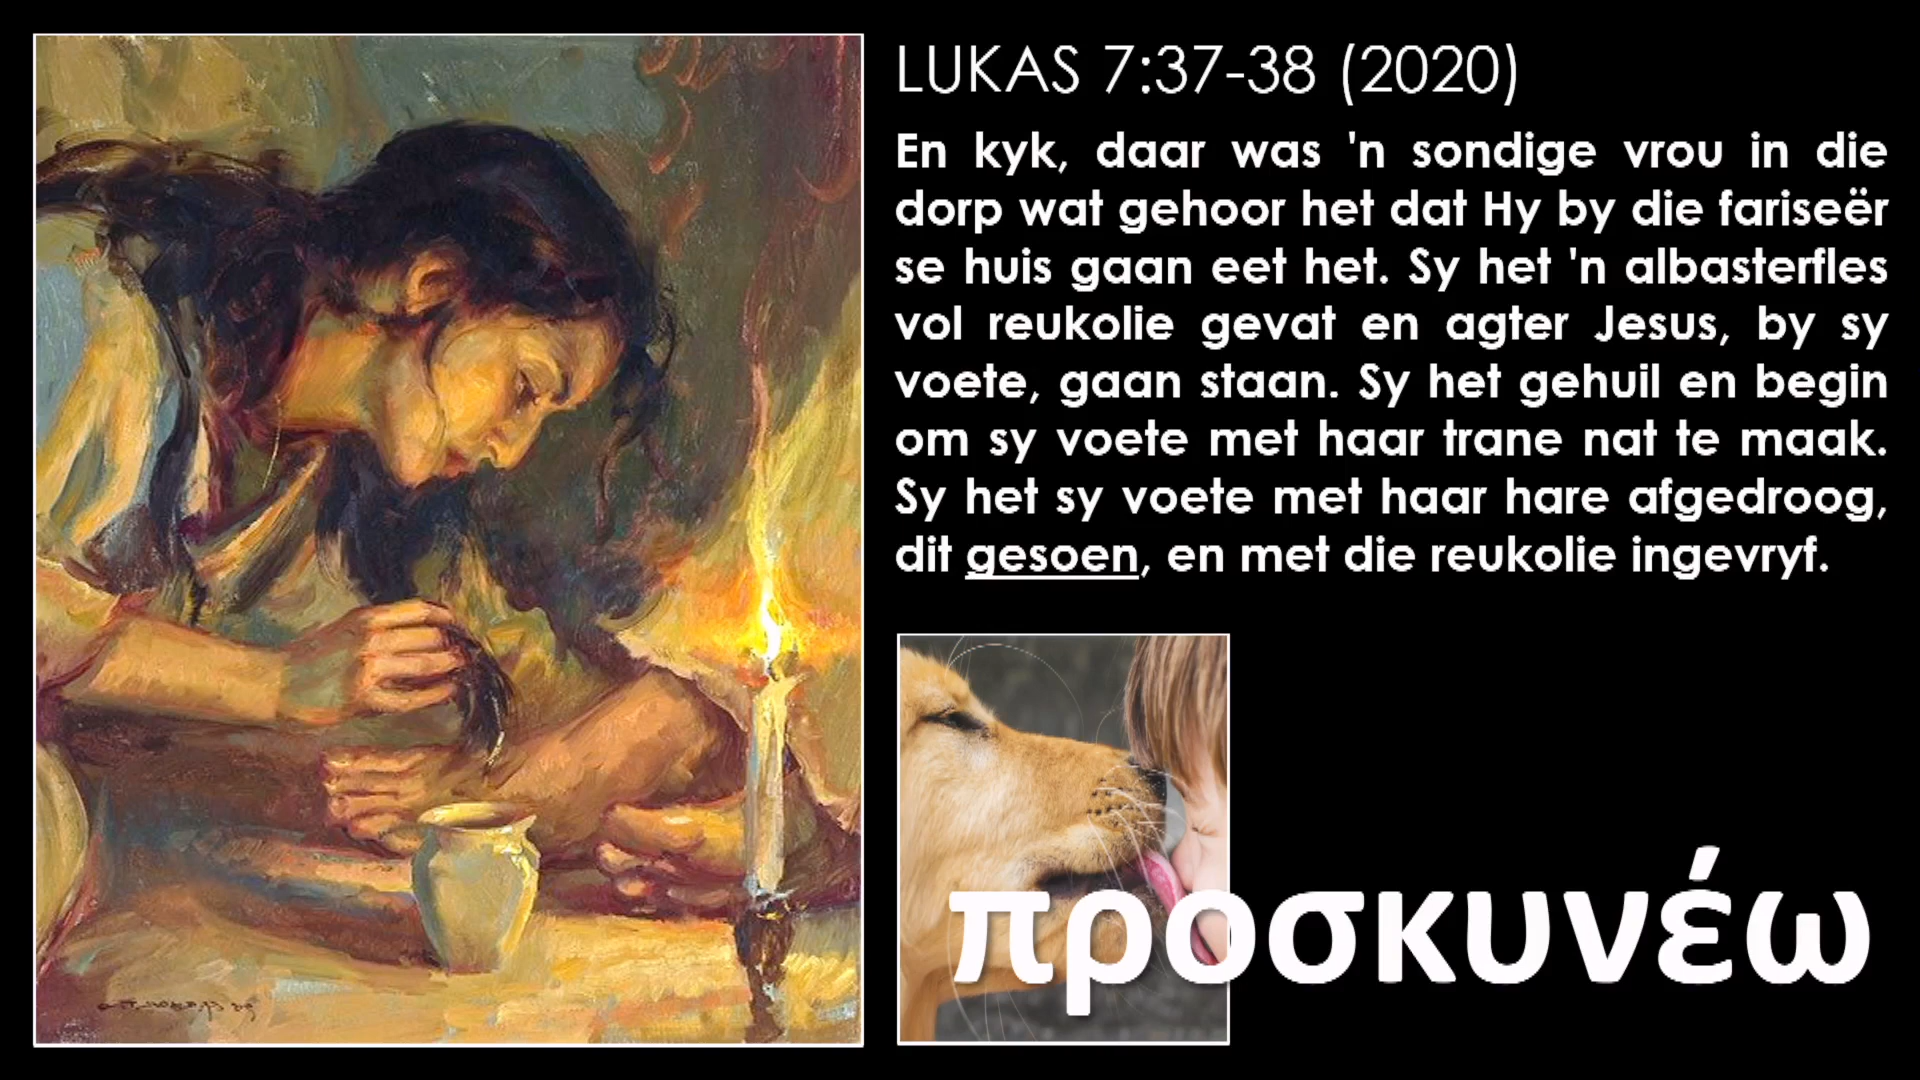 LUKAS 7:37-38 (2020)
En kyk, daar was 'n sondige vrou in die
dorp wat gehoor het dat Hy by die fariseër
se huis gaan eet het. Sy het 'n albasterfles
vol reukolie gevat en agter Jesus, by sy
voete, gaan staan. Sy het gehuil en begin
om sy voete met haar trane nat te maak.
Sy het sy voete met haar hare afgedroog,
dit gesoen, en met die reukolie ingevryf.
προσκυνέω